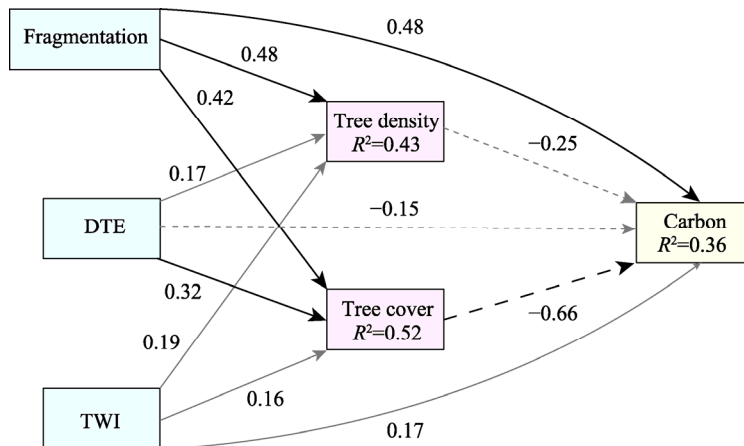 Fragmentation
0.48
0.48
0.42
Tree density
R²=0.43
−0.25
0.17
DTE
−0.15
Carbon
R²=0.36
0.32
Tree cover
R²=0.52
−0.66
0.19
0.16
TWI
0.17